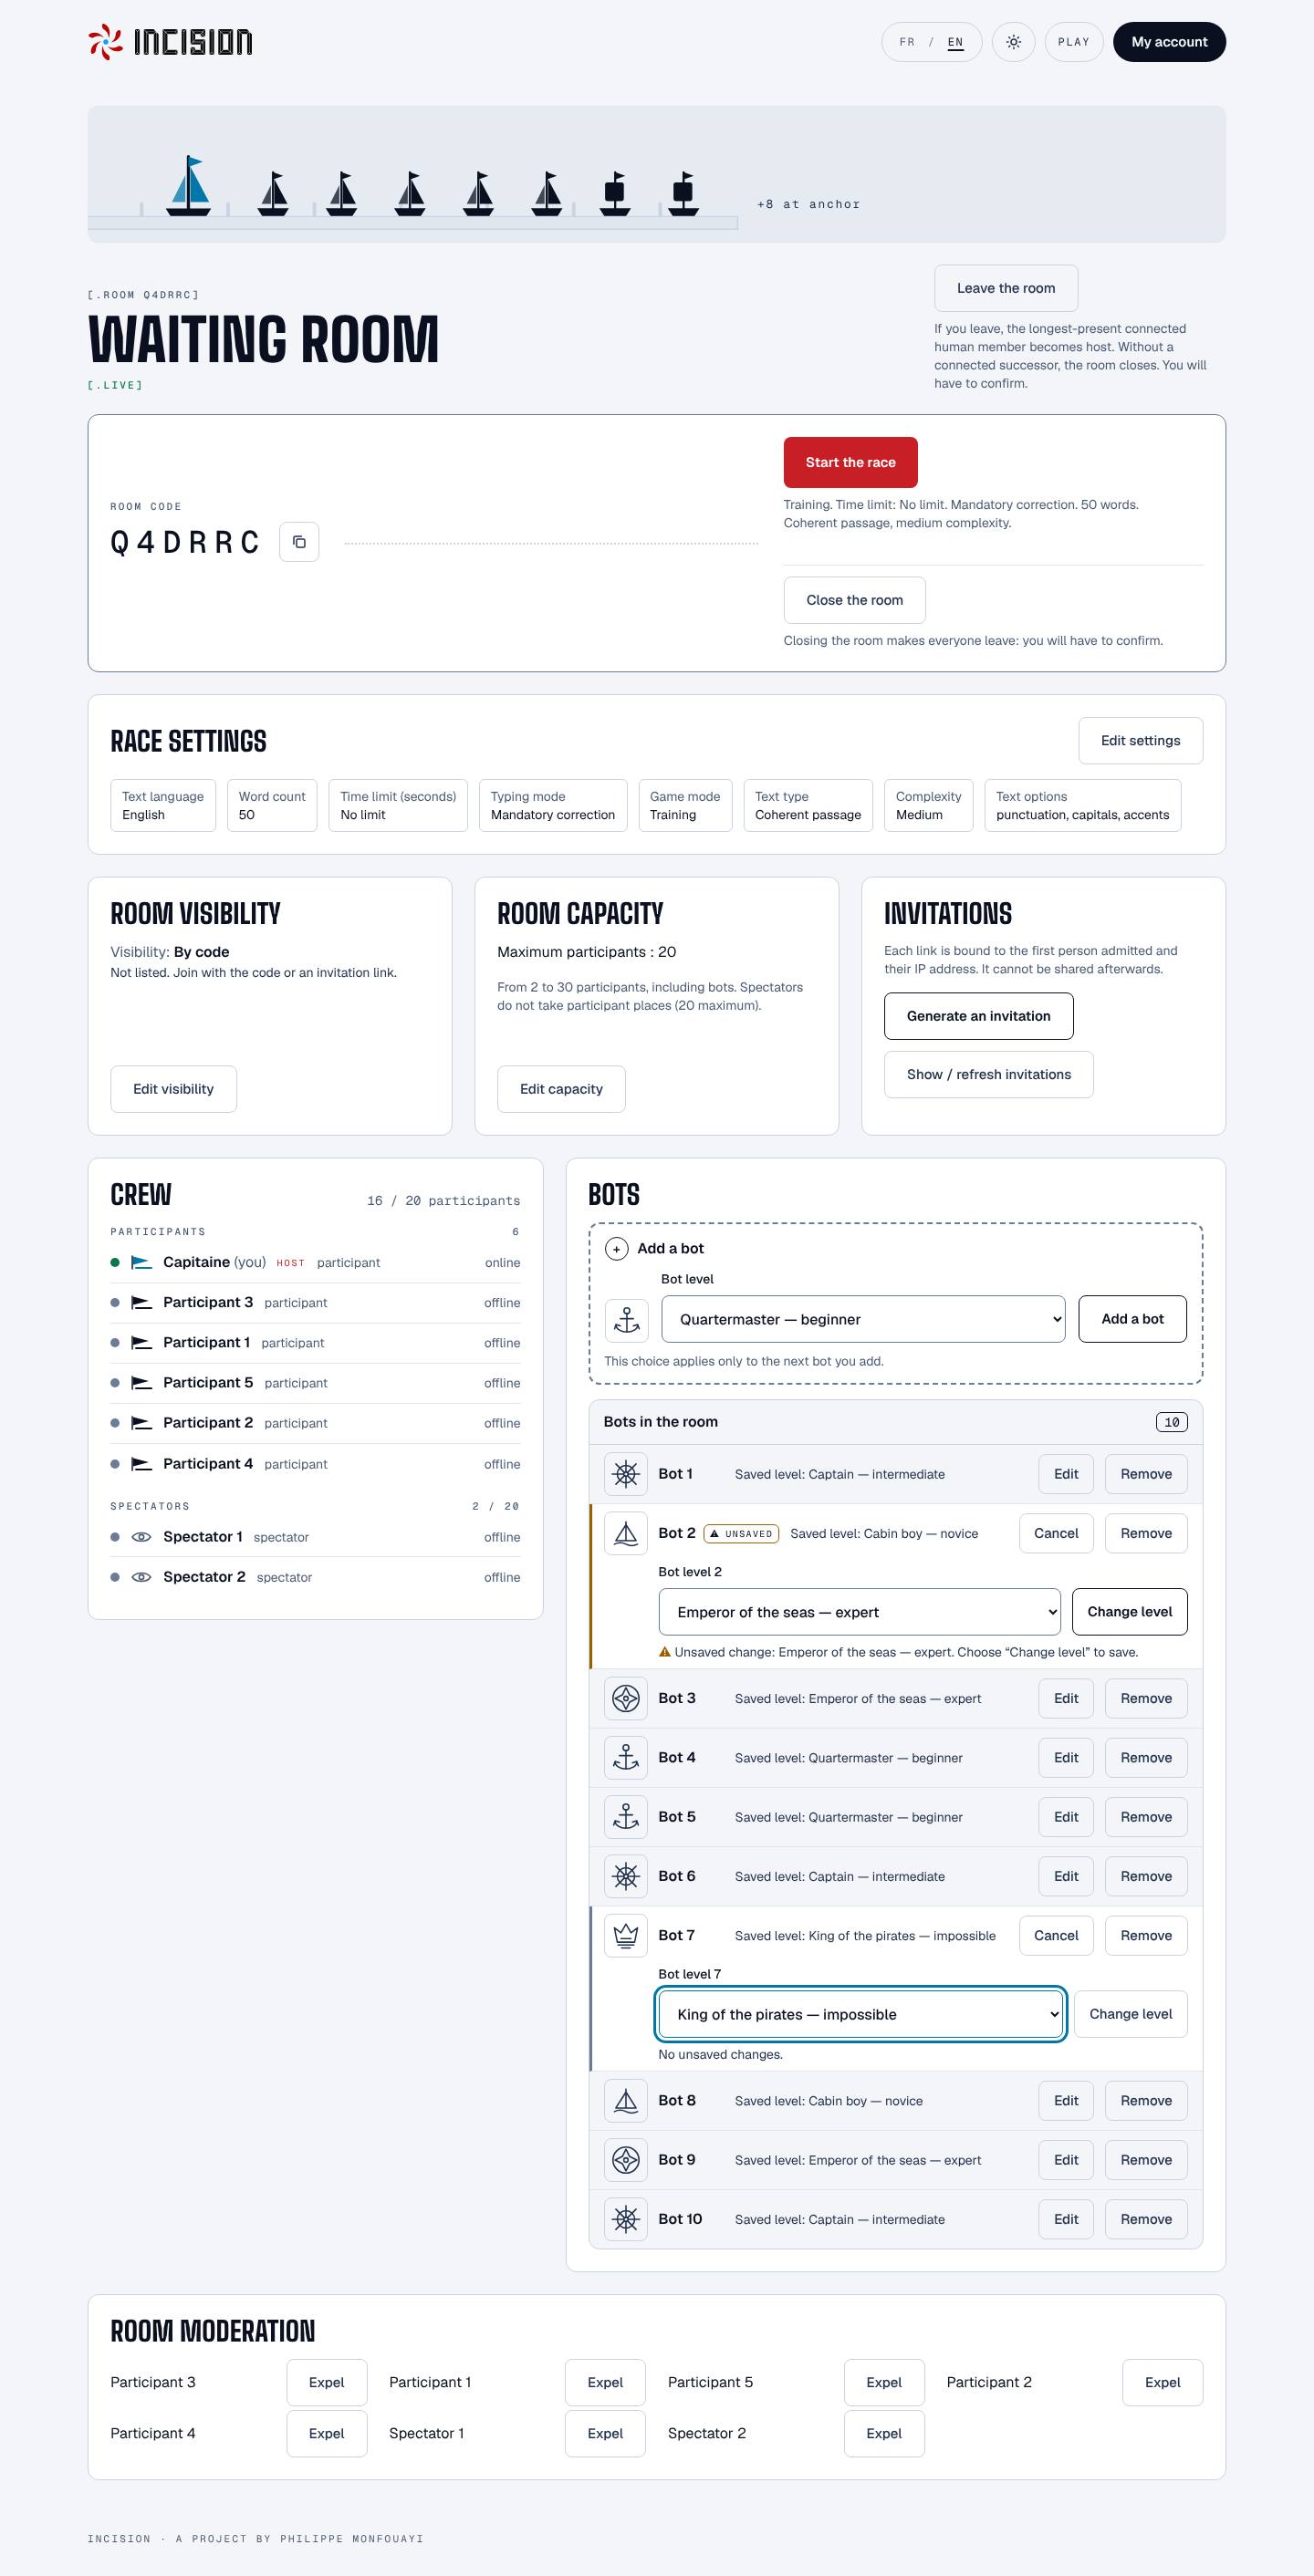 INCISION
FR / EN
PLAY
My account
+8 at anchor
[.ROOM Q4DRRC]
WAITING ROOM
[.LIVE]
Leave the room
If you leave, the longest-present connected
human member becomes host. Without a
connected successor, the room closes. You will
have to confirm.
ROOM CODE
Q4DRRC
Start the race
Training. Time limit: No limit. Mandatory correction. 50 words.
Coherent passage, medium complexity.
Close the room
Closing the room makes everyone leave: you will have to confirm.
RACE SETTINGS
Edit settings
Text language
English
Word count
50
Time limit (seconds)
No limit
Typing mode
Mandatory correction
Game mode
Training
Text type
Coherent passage
Complexity
Medium
Text options
punctuation, capitals, accents
ROOM VISIBILITY
Visibility: By code
Not listed. Join with the code or an invitation link.
Edit visibility
ROOM CAPACITY
Maximum participants : 20
From 2 to 30 participants, including bots. Spectators
do not take participant places (20 maximum).
Edit capacity
INVITATIONS
Each link is bound to the first person admitted and
their IP address. It cannot be shared afterwards.
Generate an invitation
Show / refresh invitations
CREW
16 / 20 participants
PARTICIPANTS 6
Capitaine (you) HOST participant online
Participant 3 participant offline
Participant 1 participant offline
Participant 5 participant offline
Participant 2 participant offline
Participant 4 participant offline
SPECTATORS 2 / 20
Spectator 1 spectator offline
Spectator 2 spectator offline
BOTS
+ Add a bot
Bot level
Quartermaster — beginner
Add a bot
This choice applies only to the next bot you add.
Bots in the room 10
Bot 1 Saved level: Captain — intermediate Edit Remove
Bot 2 UNSAVED Saved level: Cabin boy — novice Cancel Remove
Bot level 2
Emperor of the seas — expert Change level
Unsaved change: Emperor of the seas — expert. Choose “Change level” to save.
Bot 3 Saved level: Emperor of the seas — expert Edit Remove
Bot 4 Saved level: Quartermaster — beginner Edit Remove
Bot 5 Saved level: Quartermaster — beginner Edit Remove
Bot 6 Saved level: Captain — intermediate Edit Remove
Bot 7 Saved level: King of the pirates — impossible Cancel Remove
Bot level 7
King of the pirates — impossible Change level
No unsaved changes.
Bot 8 Saved level: Cabin boy — novice Edit Remove
Bot 9 Saved level: Emperor of the seas — expert Edit Remove
Bot 10 Saved level: Captain — intermediate Edit Remove
ROOM MODERATION
Participant 3 Expel Participant 1 Expel Participant 5 Expel Participant 2 Expel
Participant 4 Expel Spectator 1 Expel Spectator 2 Expel
INCISION · A PROJECT BY PHILIPPE MONFOUAYI